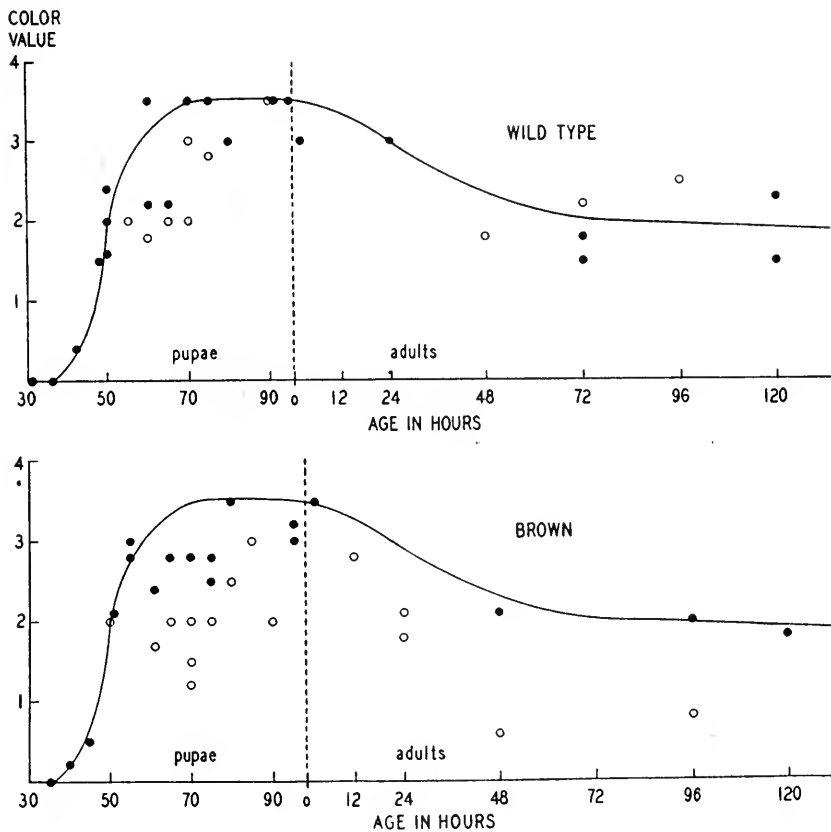 COLOR
VALUE
4
3
2
1
WILD TYPE
pupae
adults
30 50 70 90 0 12 24 48 72 96 120
AGE IN HOURS
4
3
2
1
BROWN
pupae
adults
30 50 70 90 0 12 24 48 72 96 120
AGE IN HOURS